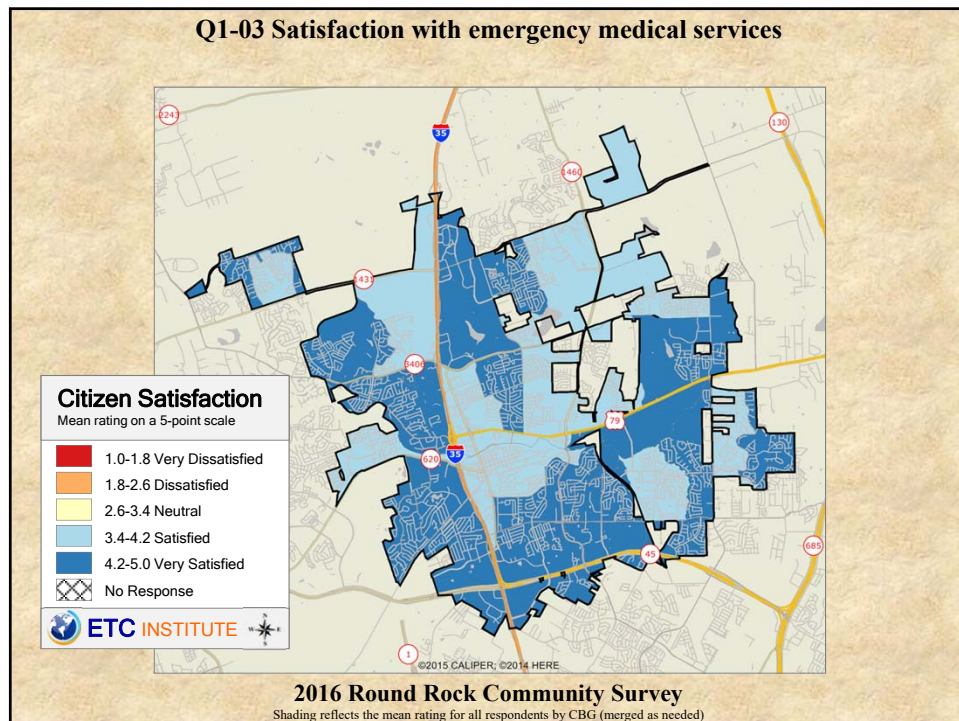 Q1-03 Satisfaction with emergency medical services
2243
35
130
1460
1431
3406
79
620
35
45
685
1
©2015 CALIPER; ©2014 HERE
Citizen Satisfaction
Mean rating on a 5-point scale
1.0-1.8 Very Dissatisfied
1.8-2.6 Dissatisfied
2.6-3.4 Neutral
3.4-4.2 Satisfied
4.2-5.0 Very Satisfied
No Response
ETC INSTITUTE
N
W E
S
2016 Round Rock Community Survey
Shading reflects the mean rating for all respondents by CBG (merged as needed)